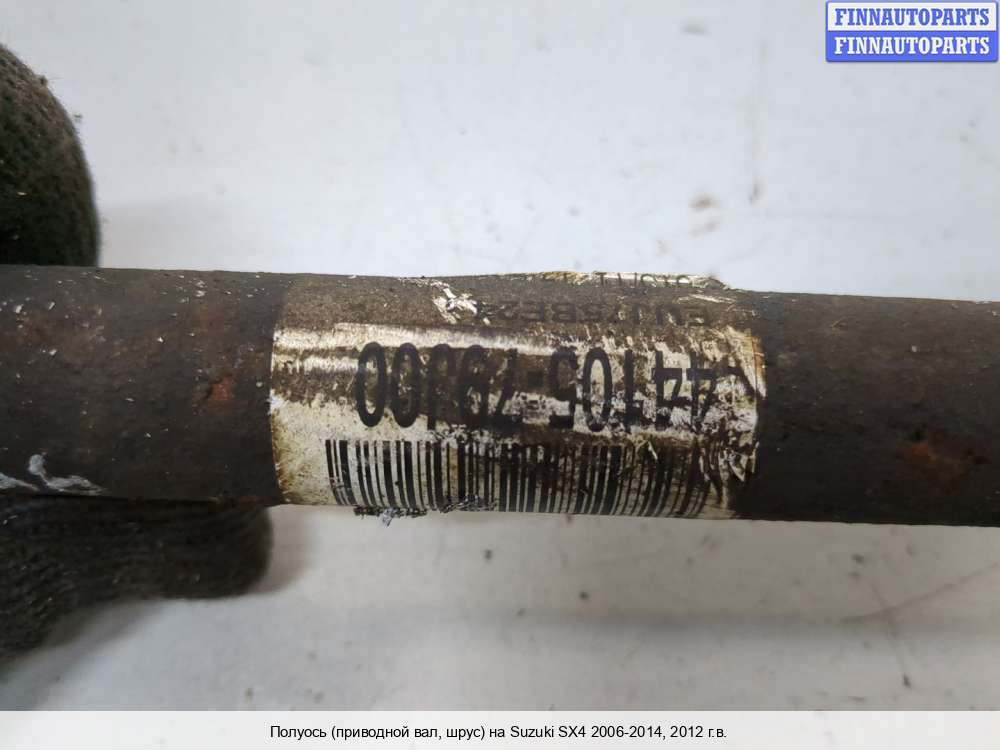 FINNAUTOPARTS
FINNAUTOPARTS
44105-79J00
Полуось (приводной вал, шрус) на Suzuki SX4 2006-2014, 2012 г.в.